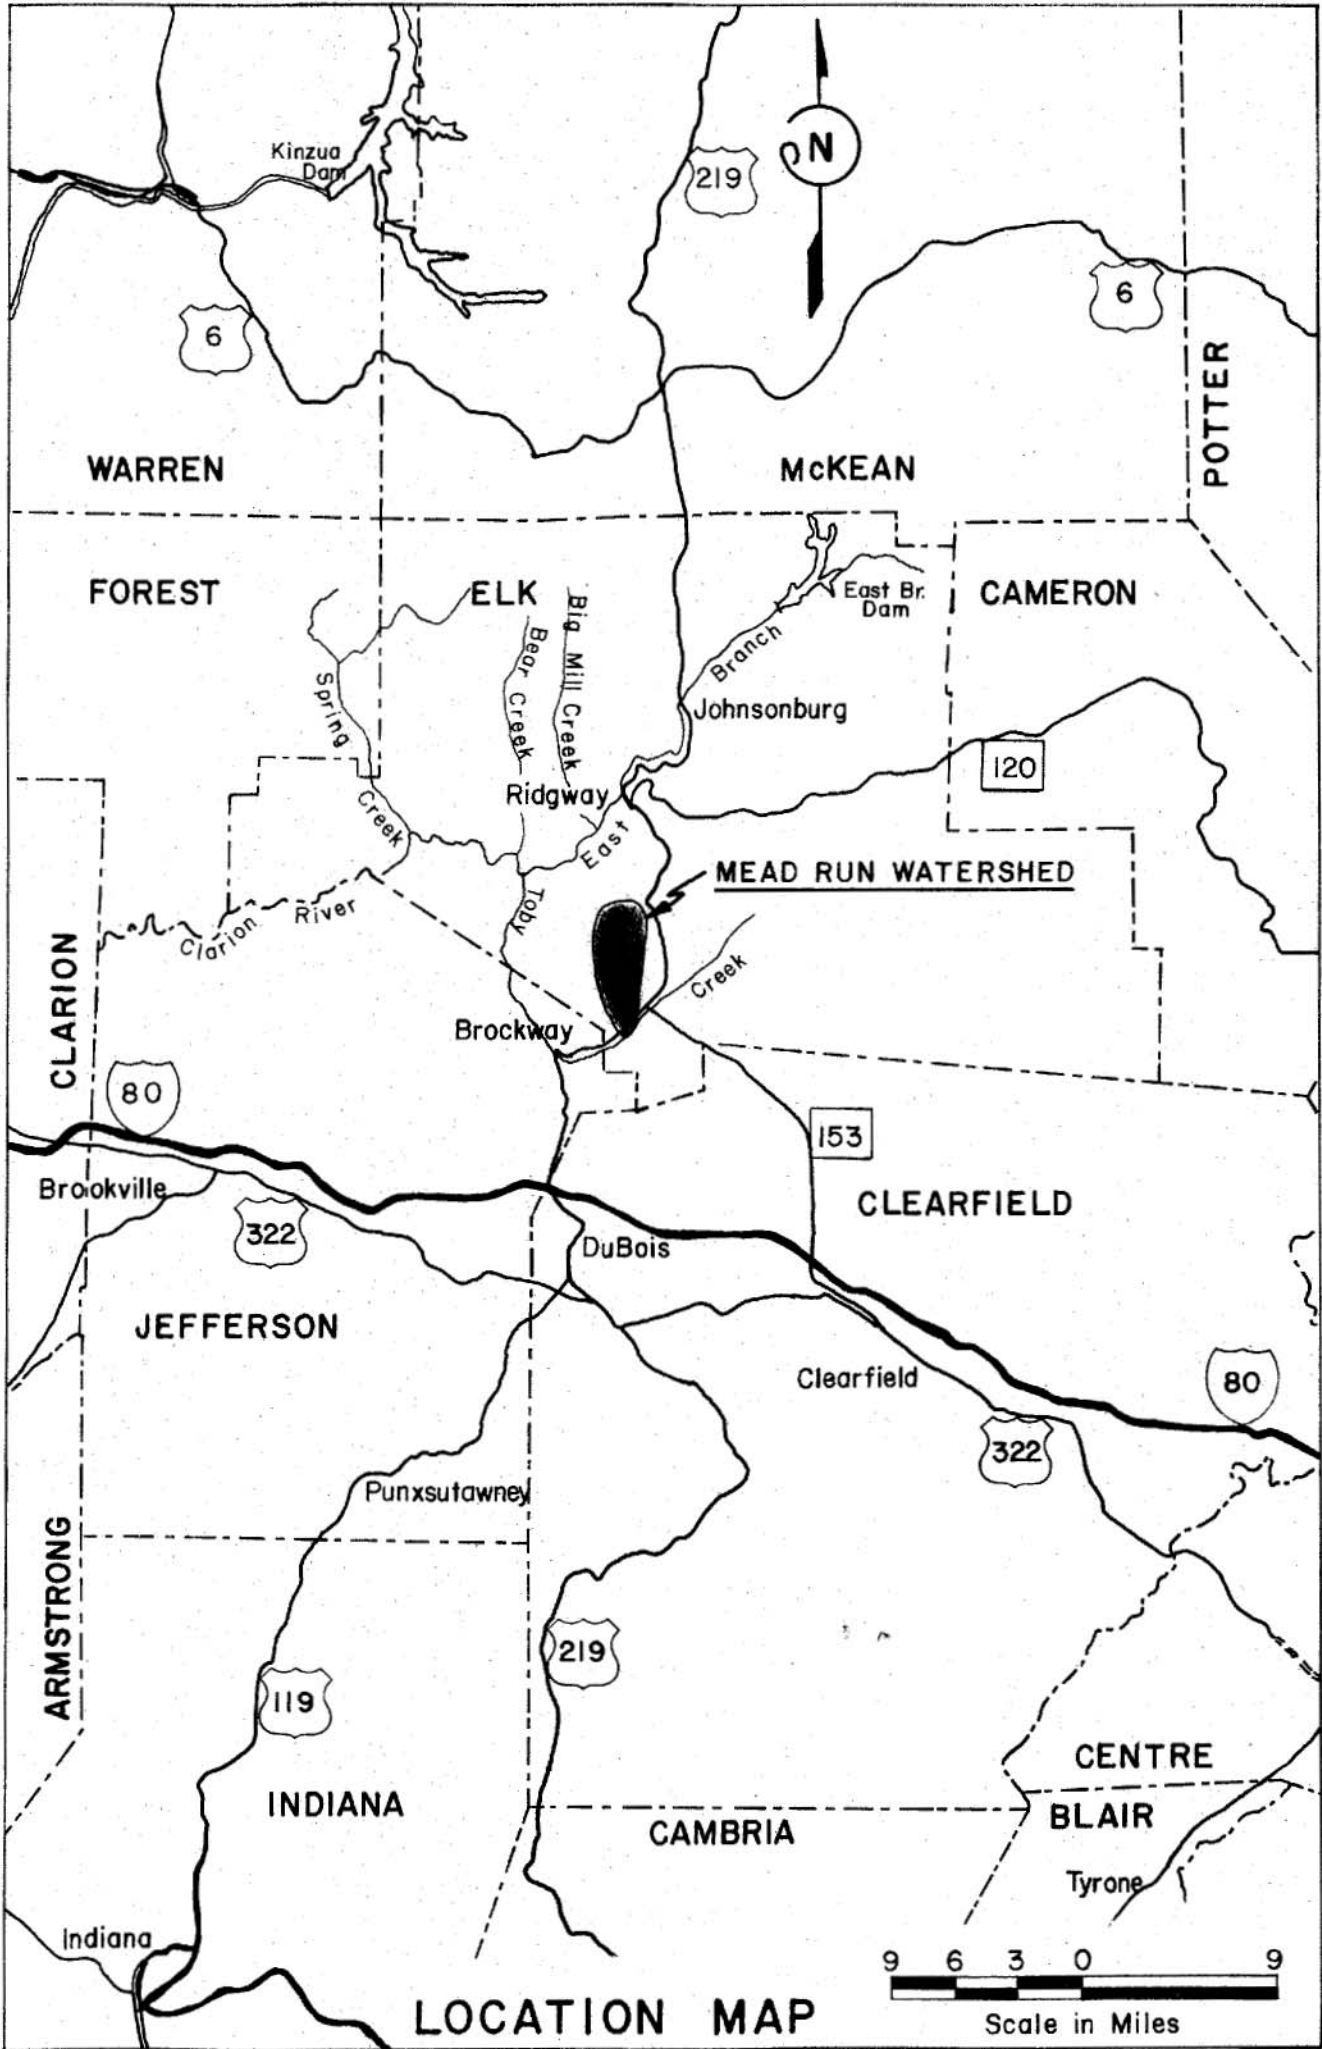 Kinzua
Dam
219
N
6
6
POTTER
WARREN
McKEAN
FOREST
ELK
East Br.
Dam
CAMERON
Big Mill Creek
Bear Creek
Branch
Spring
Creek
Johnsonburg
120
Ridgway
East
MEAD RUN WATERSHED
Toby
Clarion
River
Creek
CLARION
Brockway
80
153
Brookville
322
CLEARFIELD
DuBois
JEFFERSON
Clearfield
80
322
Punxsutawney
ARMSTRONG
219
119
CENTRE
INDIANA
BLAIR
CAMBRIA
Tyrone
Indiana
9 6 3 0 9
LOCATION MAP
Scale in Miles